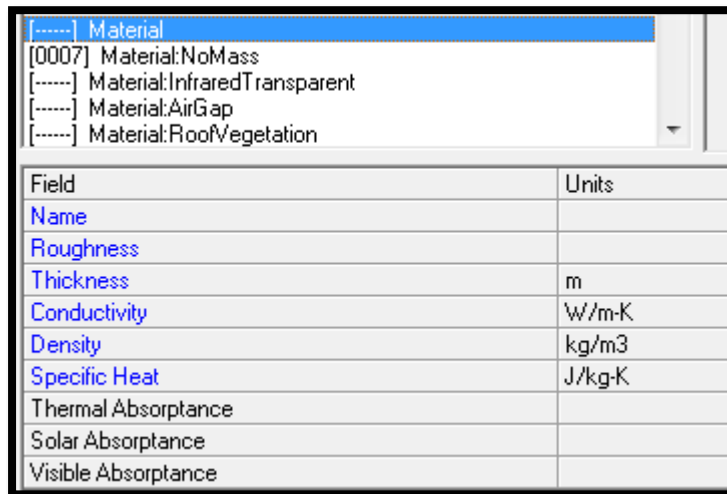 [------] Material
[0007] Material:NoMass
[------] Material:InfraredTransparent
[------] Material:AirGap
[------] Material:RoofVegetation
Field Units
Name
Roughness
Thickness m
Conductivity W/m-K
Density kg/m3
Specific Heat J/kg-K
Thermal Absorptance
Solar Absorptance
Visible Absorptance